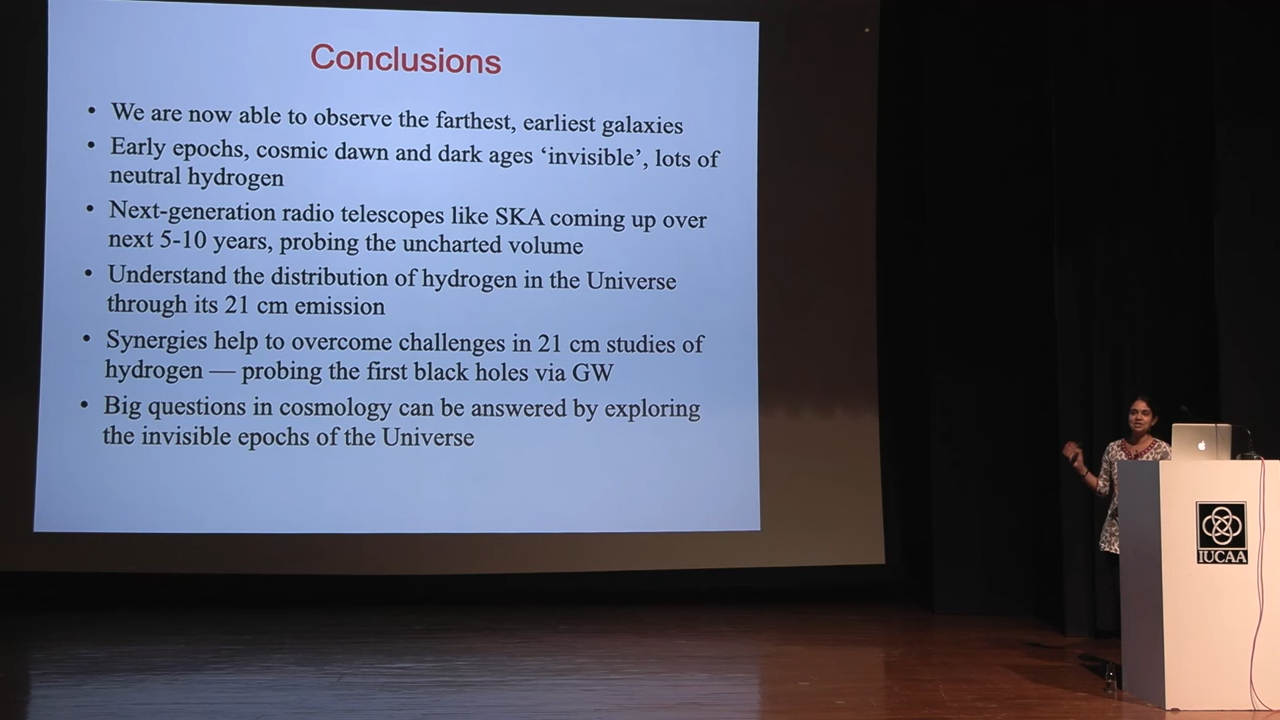 Conclusions
• We are now able to observe the farthest, earliest galaxies
• Early epochs, cosmic dawn and dark ages ‘invisible’, lots of
neutral hydrogen
• Next-generation radio telescopes like SKA coming up over
next 5-10 years, probing the uncharted volume
• Understand the distribution of hydrogen in the Universe
through its 21 cm emission
• Synergies help to overcome challenges in 21 cm studies of
hydrogen — probing the first black holes via GW
• Big questions in cosmology can be answered by exploring
the invisible epochs of the Universe
IUCAA